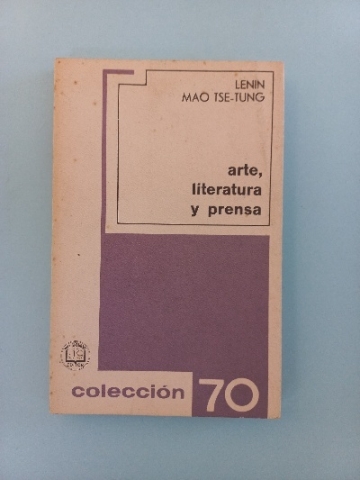 LENIN
MAO TSE-TUNG
arte,
literatura
y prensa
colección 70